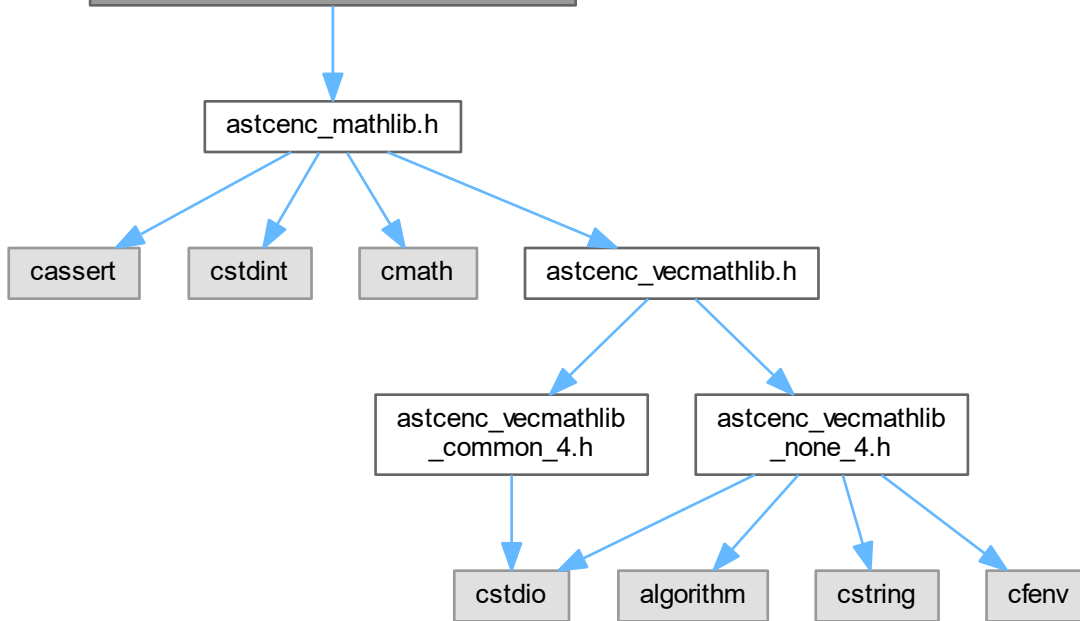 astcenc_mathlib.h
cassert
cstdint
cmath
astcenc_vecmathlib.h
astcenc_vecmathlib
_common_4.h
astcenc_vecmathlib
_none_4.h
cstdio
algorithm
cstring
cfenv